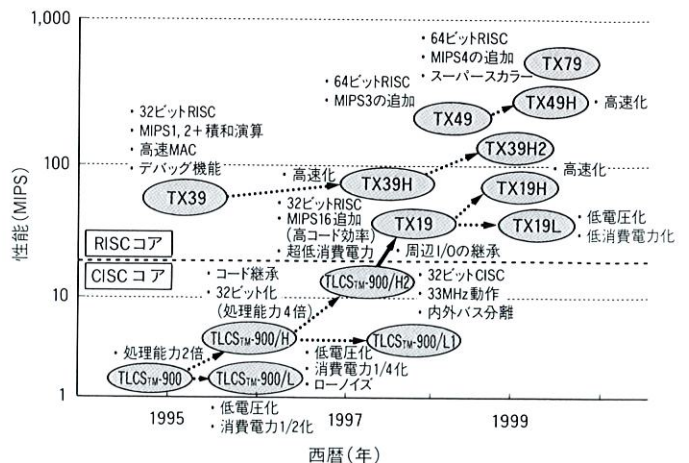 1,000
・64ビットRISC
・MIPS4の追加
・スーパースカラー
TX79
・64ビットRISC
・MIPS3の追加
TX49
TX49H
・高速化
・32ビットRISC
・MIPS1, 2+積和演算
・高速MAC
・デバッグ機能
TX39H2
100
・高速化
・高速化
TX39
TX39H
TX19H
・32ビットRISC
・MIPS16追加
(高コード効率)
・超低消費電力
TX19
TX19L
・低電圧化
・低消費電力化
・周辺I/Oの継承
性能(MIPS)
RISCコア
CISCコア
・コード継承
・32ビット化
(処理能力4倍)
TLCSTM-900/H2
・32ビットCISC
・33MHz動作
・内外バス分離
10
・処理能力2倍
TLCSTM-900/H
TLCSTM-900/L1
・低電圧化
・消費電力1/4化
・ローノイズ
TLCSTM-900
TLCSTM-900/L
1
・低電圧化
・消費電力1/2化
1995
1997
1999
西暦(年)